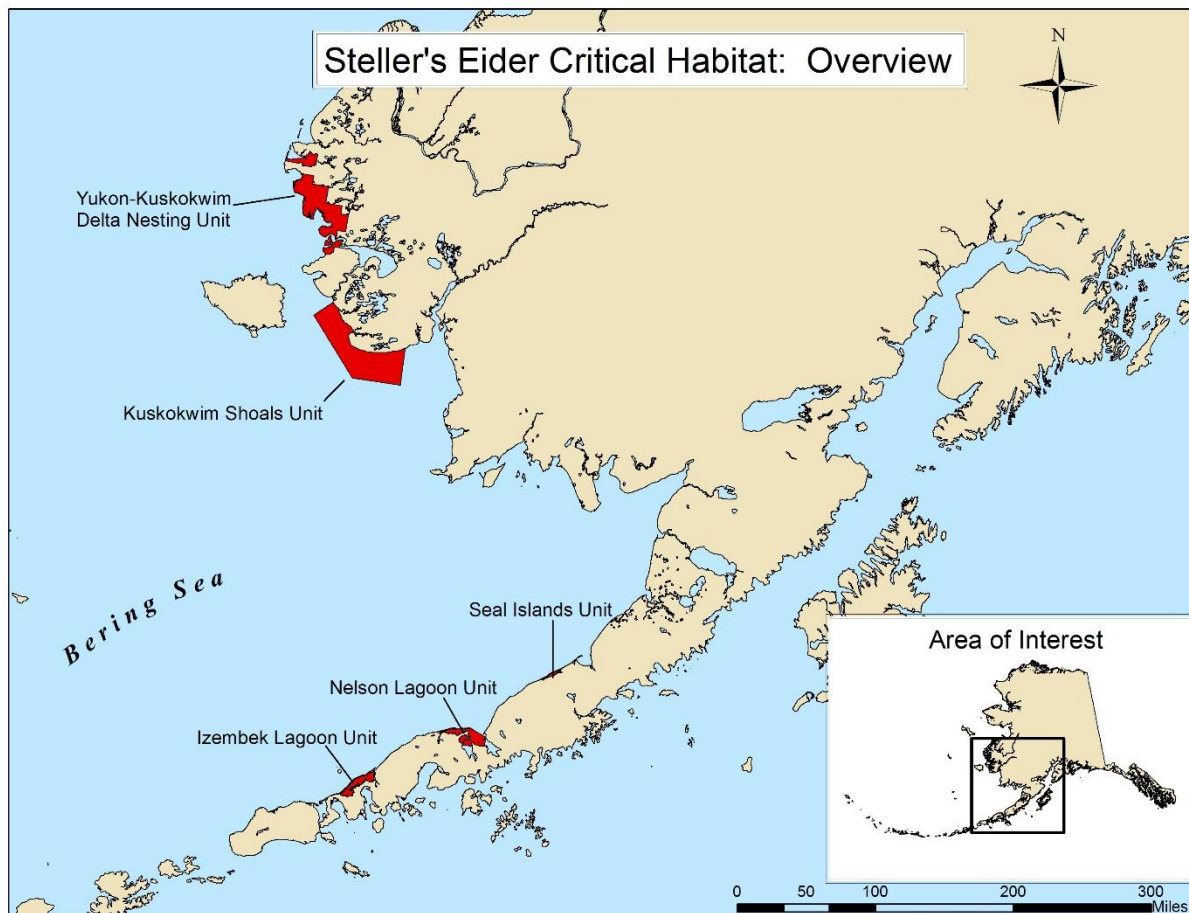 Steller's Eider Critical Habitat:  Overview
N
Yukon-Kuskokwim
Delta Nesting Unit
Kuskokwim Shoals Unit
Bering Sea
Seal Islands Unit
Nelson Lagoon Unit
Izembek Lagoon Unit
Area of Interest
0 50 100 200 300
Miles